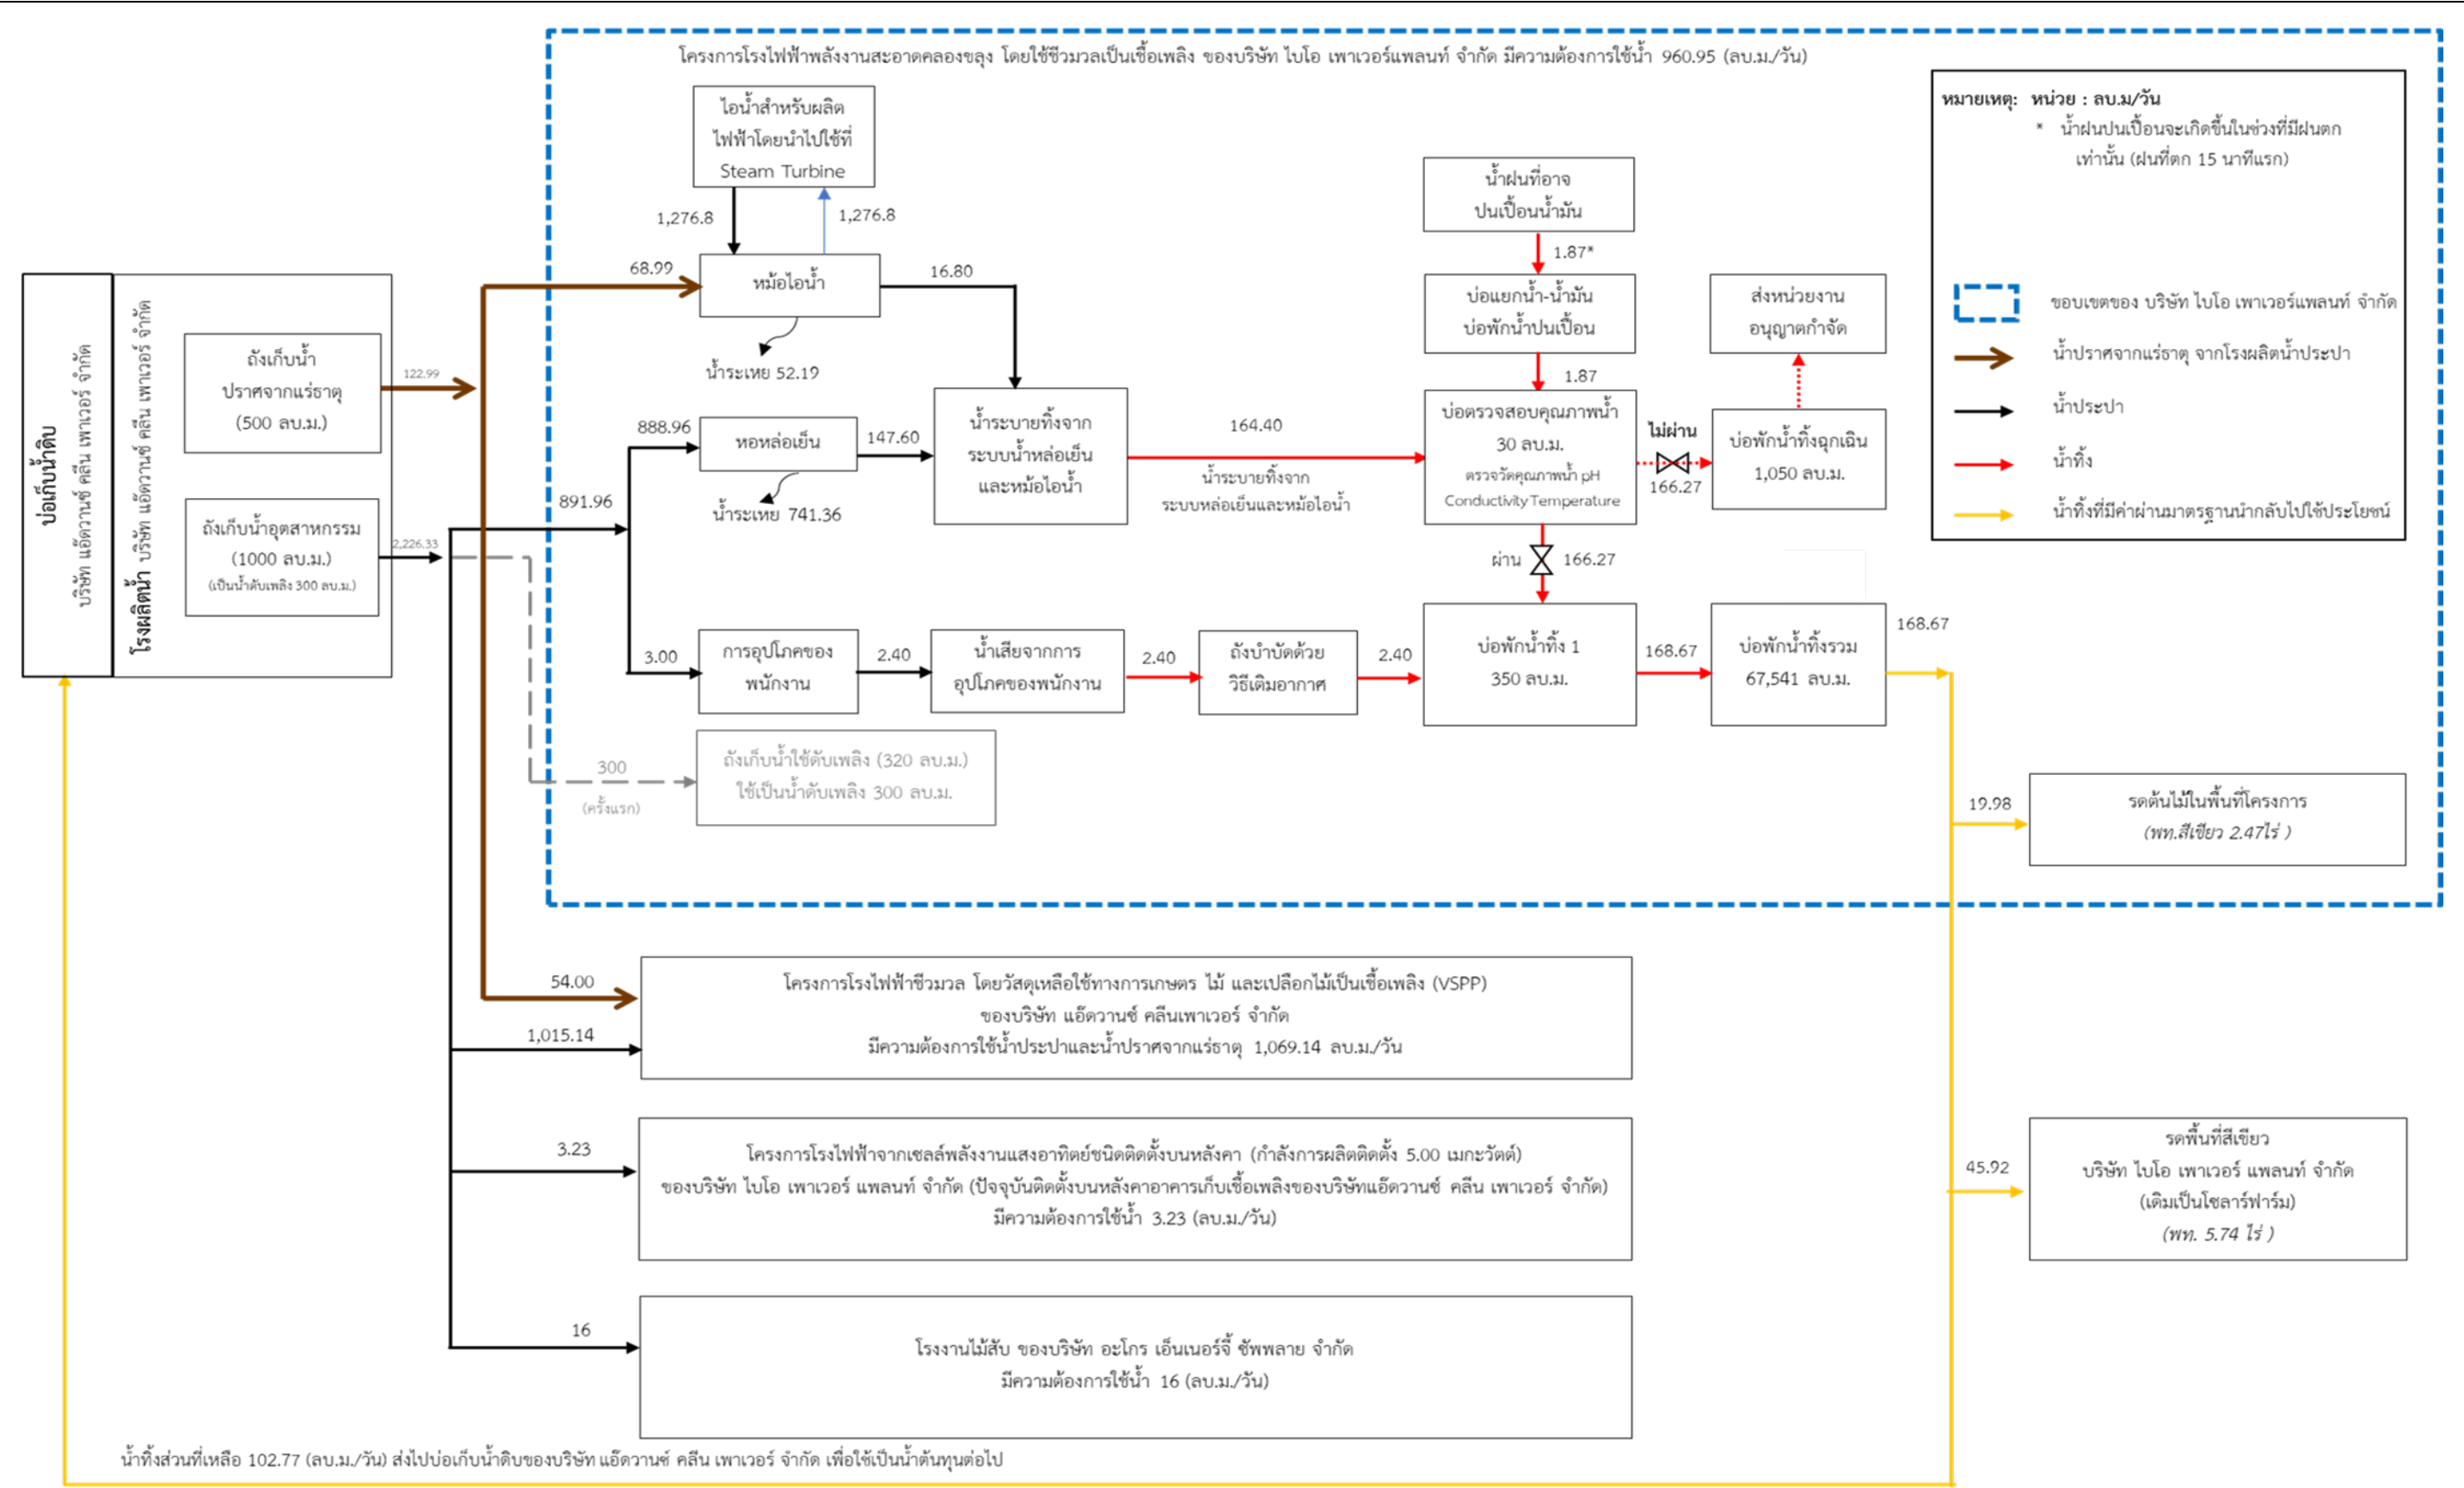 โครงการโรงไฟฟ้าพลังงานสะอาดคลองขลุง โดยใช้ชีวมวลเป็นเชื้อเพลิง ของบริษัท ไบโอ เพาเวอร์แพลนท์ จำกัด มีความต้องการใช้น้ำ 960.95 (ลบ.ม./วัน)
หมายเหตุ: หน่วย : ลบ.ม/วัน
* น้ำฝนปนเปื้อนจะเกิดขึ้นในช่วงที่มีฝนตก
เท่านั้น (ฝนที่ตก 15 นาทีแรก)
ขอบเขตของ บริษัท ไบโอ เพาเวอร์แพลนท์ จำกัด
น้ำปราศจากแร่ธาตุ จากโรงผลิตน้ำประปา
น้ำประปา
น้ำทิ้ง
น้ำทิ้งที่มีค่าผ่านมาตรฐานนำกลับไปใช้ประโยชน์
บ่อเก็บน้ำดิบ
บริษัท แอ๊ดวานซ์ คลีน เพาเวอร์ จำกัด
โรงผลิตน้ำ บริษัท แอ๊ดวานซ์ คลีน เพาเวอร์ จำกัด
ถังเก็บน้ำ
ปราศจากแร่ธาตุ
(500 ลบ.ม.)
122.99
ถังเก็บน้ำอุตสาหกรรม
(1000 ลบ.ม.)
(เป็นน้ำดับเพลิง 300 ลบ.ม.)
2,226.33
ไอน้ำสำหรับผลิต
ไฟฟ้าโดยนำไปใช้ที่
Steam Turbine
1,276.8
1,276.8
68.99
หม้อไอน้ำ
16.80
น้ำระเหย 52.19
891.96
888.96
หอหล่อเย็น
147.60
น้ำระเหย 741.36
น้ำระบายทิ้งจาก
ระบบน้ำหล่อเย็น
และหม้อไอน้ำ
164.40
น้ำระบายทิ้งจาก
ระบบหล่อเย็นและหม้อไอน้ำ
น้ำฝนที่อาจ
ปนเปื้อนน้ำมัน
1.87*
บ่อแยกน้ำ-น้ำมัน
บ่อพักน้ำปนเปื้อน
1.87
บ่อตรวจสอบคุณภาพน้ำ
30 ลบ.ม.
ตรวจวัดคุณภาพน้ำ pH
Conductivity Temperature
ไม่ผ่าน
166.27
ส่งหน่วยงาน
อนุญาตกำจัด
บ่อพักน้ำทิ้งฉุกเฉิน
1,050 ลบ.ม.
ผ่าน
166.27
3.00
การอุปโภคของ
พนักงาน
2.40
น้ำเสียจากการ
อุปโภคของพนักงาน
2.40
ถังบำบัดด้วย
วิธีเติมอากาศ
2.40
บ่อพักน้ำทิ้ง 1
350 ลบ.ม.
168.67
บ่อพักน้ำทิ้งรวม
67,541 ลบ.ม.
168.67
300
(ครั้งแรก)
ถังเก็บน้ำใช้ดับเพลิง (320 ลบ.ม.)
ใช้เป็นน้ำดับเพลิง 300 ลบ.ม.
19.98
รดต้นไม้ในพื้นที่โครงการ
(พท.สีเขียว 2.47ไร่ )
54.00
1,015.14
โครงการโรงไฟฟ้าชีวมวล โดยวัสดุเหลือใช้ทางการเกษตร ไม้ และเปลือกไม้เป็นเชื้อเพลิง (VSPP)
ของบริษัท แอ๊ดวานซ์ คลีนเพาเวอร์ จำกัด
มีความต้องการใช้น้ำประปาและน้ำปราศจากแร่ธาตุ 1,069.14 ลบ.ม./วัน
3.23
โครงการโรงไฟฟ้าจากเซลล์พลังงานแสงอาทิตย์ชนิดติดตั้งบนหลังคา (กำลังการผลิตติดตั้ง 5.00 เมกะวัตต์)
ของบริษัท ไบโอ เพาเวอร์ แพลนท์ จำกัด (ปัจจุบันติดตั้งบนหลังคาอาคารเก็บเชื้อเพลิงของบริษัทแอ๊ดวานซ์ คลีน เพาเวอร์ จำกัด)
มีความต้องการใช้น้ำ 3.23 (ลบ.ม./วัน)
45.92
รดพื้นที่สีเขียว
บริษัท ไบโอ เพาเวอร์ แพลนท์ จำกัด
(เดิมเป็นโซลาร์ฟาร์ม)
(พท. 5.74 ไร่ )
16
โรงงานไม้สับ ของบริษัท อะโกร เอ็นเนอร์จี้ ซัพพลาย จำกัด
มีความต้องการใช้น้ำ 16 (ลบ.ม./วัน)
น้ำทิ้งส่วนที่เหลือ 102.77 (ลบ.ม./วัน) ส่งไปบ่อเก็บน้ำดิบของบริษัท แอ๊ดวานซ์ คลีน เพาเวอร์ จำกัด เพื่อใช้เป็นน้ำต้นทุนต่อไป